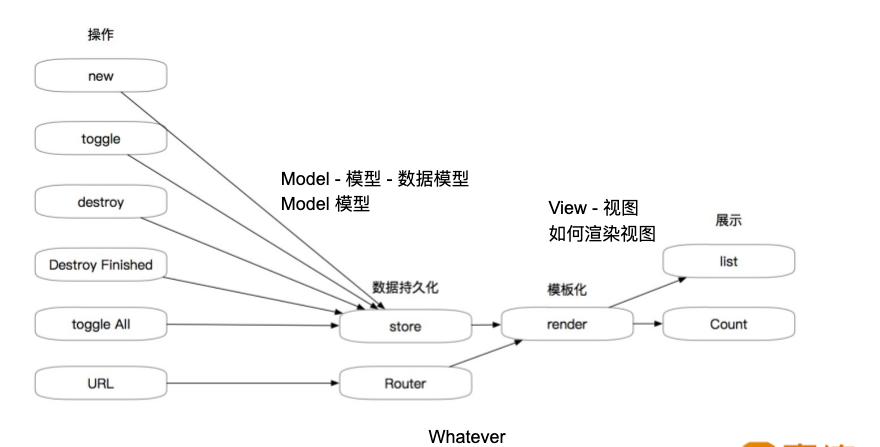 操作
new
toggle
destroy
Destroy Finished
toggle All
URL
Model - 模型 - 数据模型
Model 模型
数据持久化
store
Router
View - 视图
如何渲染视图
模板化
render
展示
list
Count
Whatever